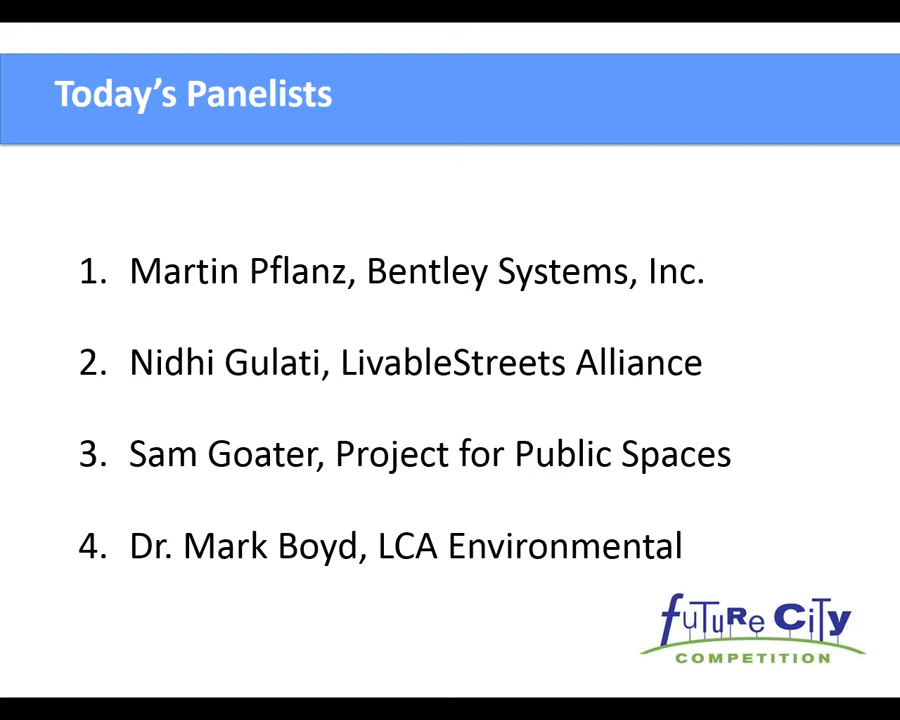 Today’s Panelists
1. Martin Pflanz, Bentley Systems, Inc.
2. Nidhi Gulati, LivableStreets Alliance
3. Sam Goater, Project for Public Spaces
4. Dr. Mark Boyd, LCA Environmental
fuTuRe CiTy
COMPETITION